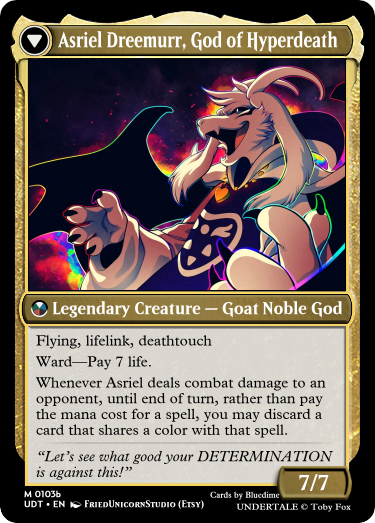 Asriel Dreemurr, God of Hyperdeath
Legendary Creature — Goat Noble God
Flying, lifelink, deathtouch
Ward—Pay 7 life.
Whenever Asriel deals combat damage to an
opponent, until end of turn, rather than pay
the mana cost for a spell, you may discard a
card that shares a color with that spell.
“Let’s see what good your DETERMINATION
is against this!”
7/7
M 0103b
UDT • EN FriedUnicornStudio (Etsy)
Cards by Bluedime
UNDERTALE © Toby Fox